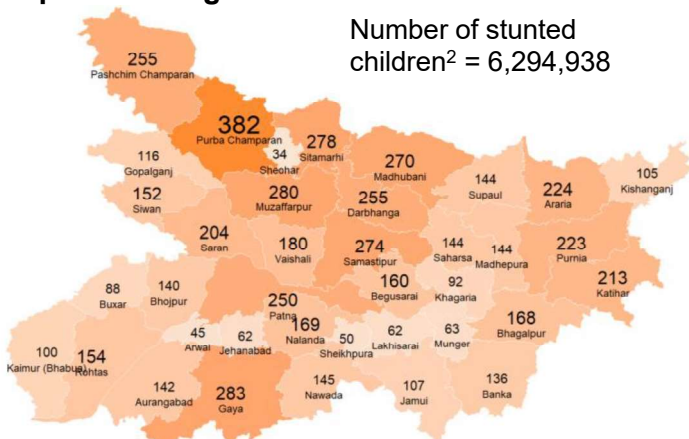 Number of stunted
children² = 6,294,938
255
Pashchim Champaran
382
Purba Champaran
34
Sheohar
278
Sitamarhi
270
Madhubani
116
Gopalganj
152
Siwan
280
Muzaffarpur
255
Darbhanga
144
Supaul
224
Araria
105
Kishanganj
204
Saran
180
Vaishali
274
Samastipur
144
Saharsa
144
Madhepura
223
Purnia
213
Katihar
88
Buxar
140
Bhojpur
250
Patna
160
Begusarai
92
Khagaria
168
Bhagalpur
45
Arwal
62
Jehanabad
169
Nalanda
50
Sheikhpura
62
Lakhisarai
63
Munger
100
Kaimur (Bhabua)
154
Rohtas
142
Aurangabad
283
Gaya
145
Nawada
107
Jamui
136
Banka